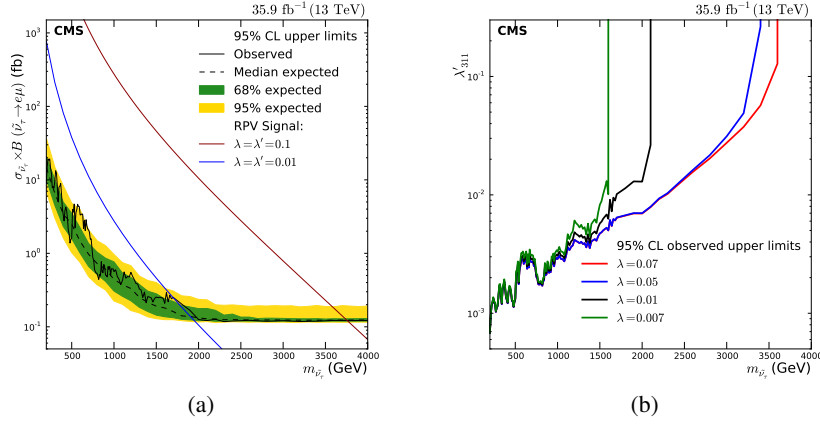 35.9 fb⁻¹ (13 TeV)
CMS
95% CL upper limits
Observed
Median expected
68% expected
95% expected
RPV Signal:
λ=λ′=0.1
λ=λ′=0.01
σ_ν̃τ ×B (ν̃τ→eμ) (fb)
10³
10²
10¹
10⁰
10⁻¹
500 1000 1500 2000 2500 3000 3500 4000
m_ν̃τ (GeV)
(a)
35.9 fb⁻¹ (13 TeV)
CMS
λ′₃₁₁
10⁻¹
10⁻²
10⁻³
95% CL observed upper limits
λ=0.07
λ=0.05
λ=0.01
λ=0.007
500 1000 1500 2000 2500 3000 3500 4000
m_ν̃τ (GeV)
(b)